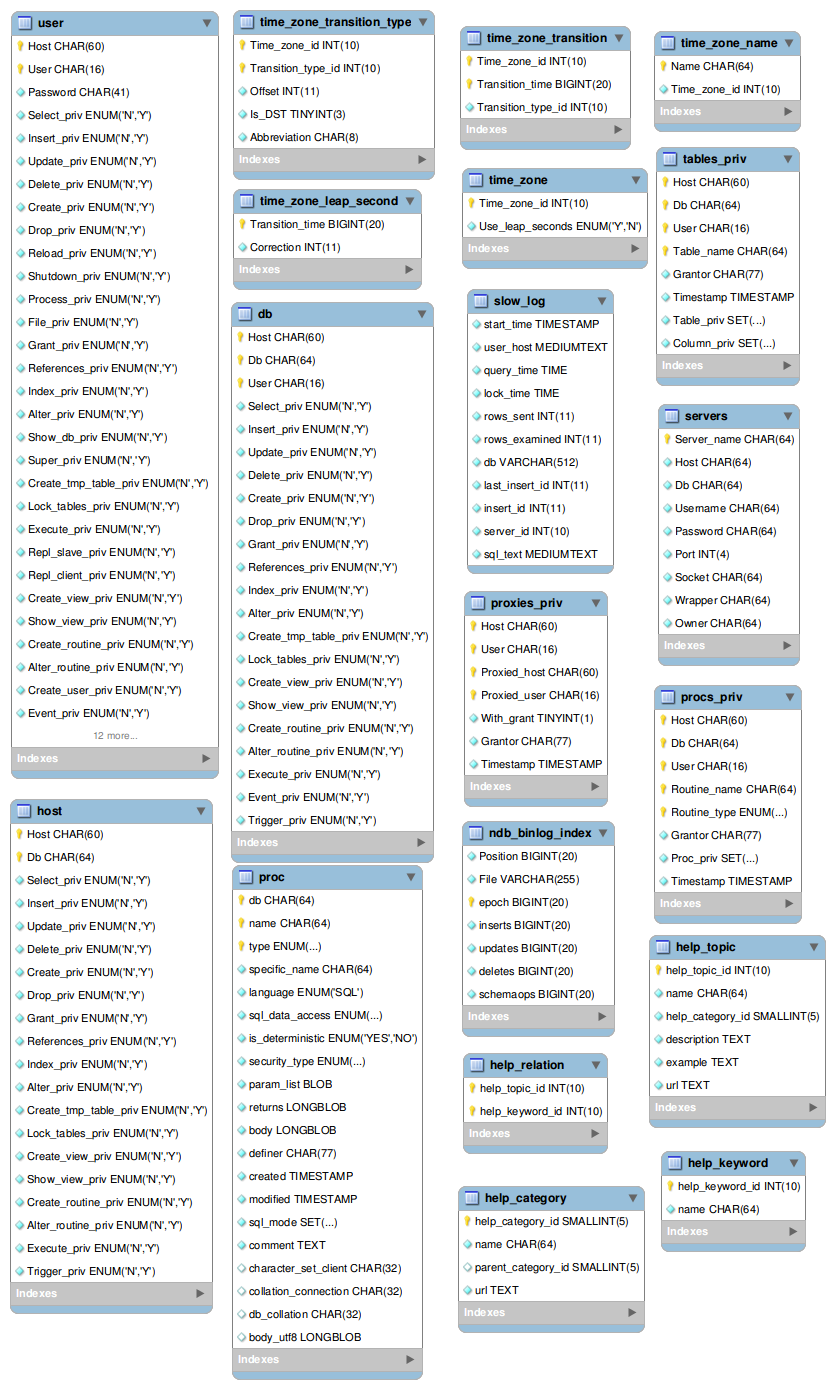 user
Host CHAR(60)
User CHAR(16)
Password CHAR(41)
Select_priv ENUM('N','Y')
Insert_priv ENUM('N','Y')
Update_priv ENUM('N','Y')
Delete_priv ENUM('N','Y')
Create_priv ENUM('N','Y')
Drop_priv ENUM('N','Y')
Reload_priv ENUM('N','Y')
Shutdown_priv ENUM('N','Y')
Process_priv ENUM('N','Y')
File_priv ENUM('N','Y')
Grant_priv ENUM('N','Y')
References_priv ENUM('N','Y')
Index_priv ENUM('N','Y')
Alter_priv ENUM('N','Y')
Show_db_priv ENUM('N','Y')
Super_priv ENUM('N','Y')
Create_tmp_table_priv ENUM('N','Y')
Lock_tables_priv ENUM('N','Y')
Execute_priv ENUM('N','Y')
Repl_slave_priv ENUM('N','Y')
Repl_client_priv ENUM('N','Y')
Create_view_priv ENUM('N','Y')
Show_view_priv ENUM('N','Y')
Create_routine_priv ENUM('N','Y')
Alter_routine_priv ENUM('N','Y')
Create_user_priv ENUM('N','Y')
Event_priv ENUM('N','Y')
12 more...
Indexes
host
Host CHAR(60)
Db CHAR(64)
Select_priv ENUM('N','Y')
Insert_priv ENUM('N','Y')
Update_priv ENUM('N','Y')
Delete_priv ENUM('N','Y')
Create_priv ENUM('N','Y')
Drop_priv ENUM('N','Y')
Grant_priv ENUM('N','Y')
References_priv ENUM('N','Y')
Index_priv ENUM('N','Y')
Alter_priv ENUM('N','Y')
Create_tmp_table_priv ENUM('N','Y')
Lock_tables_priv ENUM('N','Y')
Create_view_priv ENUM('N','Y')
Show_view_priv ENUM('N','Y')
Create_routine_priv ENUM('N','Y')
Alter_routine_priv ENUM('N','Y')
Execute_priv ENUM('N','Y')
Trigger_priv ENUM('N','Y')
Indexes
time_zone_transition_type
Time_zone_id INT(10)
Transition_type_id INT(10)
Offset INT(11)
Is_DST TINYINT(3)
Abbreviation CHAR(8)
Indexes
time_zone_leap_second
Transition_time BIGINT(20)
Correction INT(11)
Indexes
db
Host CHAR(60)
Db CHAR(64)
User CHAR(16)
Select_priv ENUM('N','Y')
Insert_priv ENUM('N','Y')
Update_priv ENUM('N','Y')
Delete_priv ENUM('N','Y')
Create_priv ENUM('N','Y')
Drop_priv ENUM('N','Y')
Grant_priv ENUM('N','Y')
References_priv ENUM('N','Y')
Index_priv ENUM('N','Y')
Alter_priv ENUM('N','Y')
Create_tmp_table_priv ENUM('N','Y')
Lock_tables_priv ENUM('N','Y')
Create_view_priv ENUM('N','Y')
Show_view_priv ENUM('N','Y')
Create_routine_priv ENUM('N','Y')
Alter_routine_priv ENUM('N','Y')
Execute_priv ENUM('N','Y')
Event_priv ENUM('N','Y')
Trigger_priv ENUM('N','Y')
Indexes
proc
db CHAR(64)
name CHAR(64)
type ENUM(...)
specific_name CHAR(64)
language ENUM('SQL')
sql_data_access ENUM(...)
is_deterministic ENUM('YES','NO')
security_type ENUM(...)
param_list BLOB
returns LONGBLOB
body LONGBLOB
definer CHAR(77)
created TIMESTAMP
modified TIMESTAMP
sql_mode SET(...)
comment TEXT
character_set_client CHAR(32)
collation_connection CHAR(32)
db_collation CHAR(32)
body_utf8 LONGBLOB
Indexes
time_zone_transition
Time_zone_id INT(10)
Transition_time BIGINT(20)
Transition_type_id INT(10)
Indexes
time_zone
Time_zone_id INT(10)
Use_leap_seconds ENUM('Y','N')
Indexes
slow_log
start_time TIMESTAMP
user_host MEDIUMTEXT
query_time TIME
lock_time TIME
rows_sent INT(11)
rows_examined INT(11)
db VARCHAR(512)
last_insert_id INT(11)
insert_id INT(11)
server_id INT(10)
sql_text MEDIUMTEXT
proxies_priv
Host CHAR(60)
User CHAR(16)
Proxied_host CHAR(60)
Proxied_user CHAR(16)
With_grant TINYINT(1)
Grantor CHAR(77)
Timestamp TIMESTAMP
Indexes
ndb_binlog_index
Position BIGINT(20)
File VARCHAR(255)
epoch BIGINT(20)
inserts BIGINT(20)
updates BIGINT(20)
deletes BIGINT(20)
schemaops BIGINT(20)
Indexes
help_relation
help_topic_id INT(10)
help_keyword_id INT(10)
Indexes
help_category
help_category_id SMALLINT(5)
name CHAR(64)
parent_category_id SMALLINT(5)
url TEXT
Indexes
time_zone_name
Name CHAR(64)
Time_zone_id INT(10)
Indexes
tables_priv
Host CHAR(60)
Db CHAR(64)
User CHAR(16)
Table_name CHAR(64)
Grantor CHAR(77)
Timestamp TIMESTAMP
Table_priv SET(...)
Column_priv SET(...)
Indexes
servers
Server_name CHAR(64)
Host CHAR(64)
Db CHAR(64)
Username CHAR(64)
Password CHAR(64)
Port INT(4)
Socket CHAR(64)
Wrapper CHAR(64)
Owner CHAR(64)
Indexes
procs_priv
Host CHAR(60)
Db CHAR(64)
User CHAR(16)
Routine_name CHAR(64)
Routine_type ENUM(...)
Grantor CHAR(77)
Proc_priv SET(...)
Timestamp TIMESTAMP
Indexes
help_topic
help_topic_id INT(10)
name CHAR(64)
help_category_id SMALLINT(5)
description TEXT
example TEXT
url TEXT
Indexes
help_keyword
help_keyword_id INT(10)
name CHAR(64)
Indexes